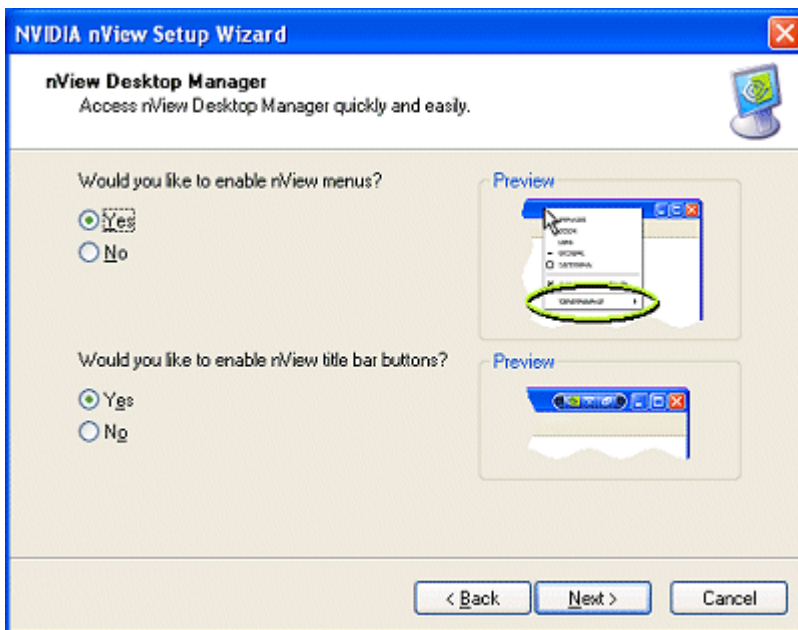 NVIDIA nView Setup Wizard
nView Desktop Manager
Access nView Desktop Manager quickly and easily.
Would you like to enable nView menus?
Yes
No
Preview
Would you like to enable nView title bar buttons?
Yes
No
Preview
< Back
Next >
Cancel